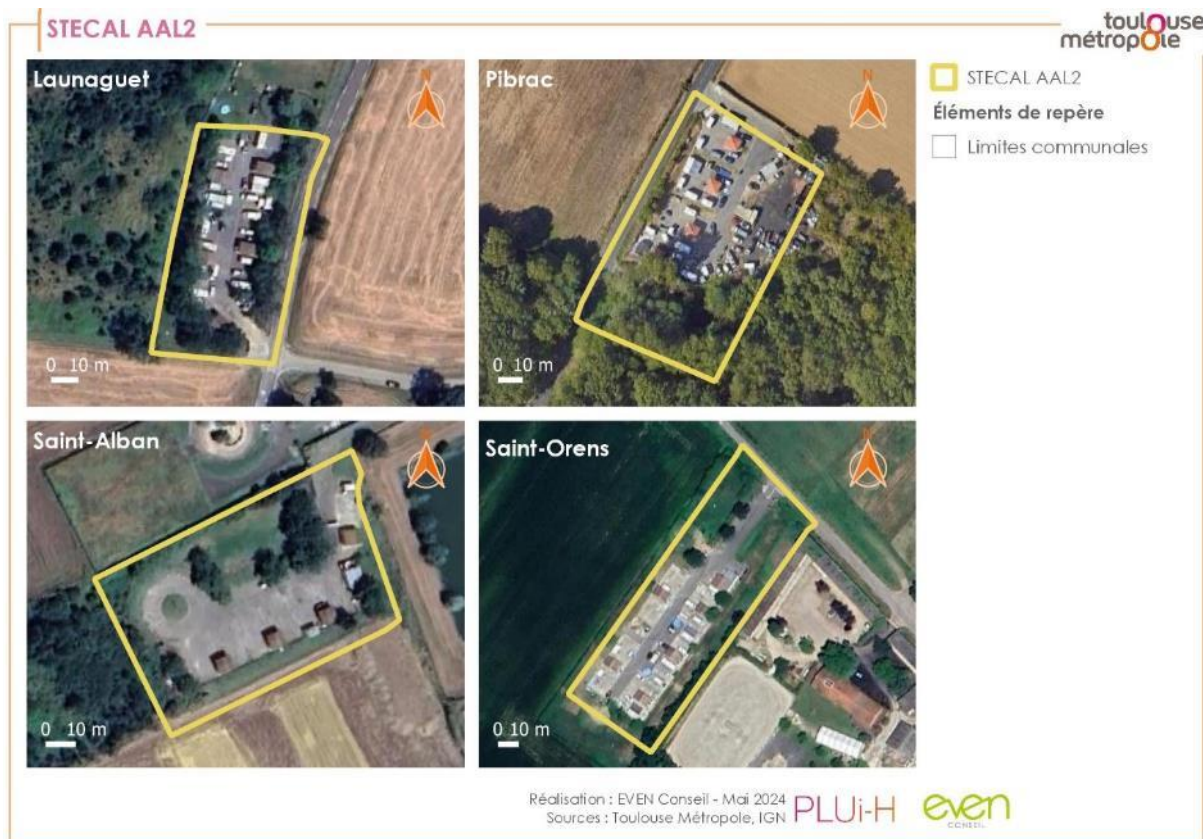 STECAL AAL2
toulouse
métropole
Launaguet
N
0 10 m
Pibrac
N
0 10 m
STECAL AAL2
Éléments de repère
Limites communales
Saint-Alban
N
0 10 m
Saint-Orens
N
0 10 m
Réalisation : EVEN Conseil - Mai 2024
Sources : Toulouse Métropole, IGN
PLUi-H
even
CONSEIL